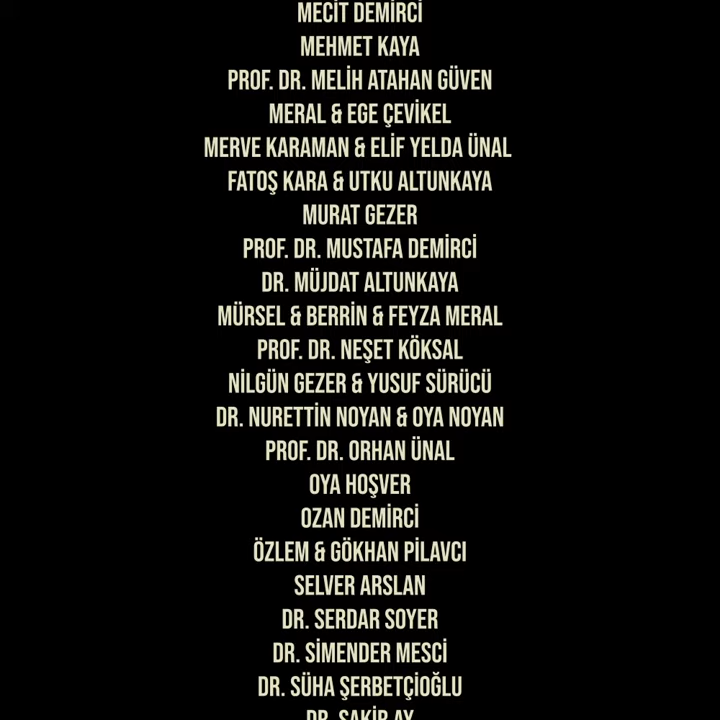 MECİT DEMİRCİ
MEHMET KAYA
PROF. DR. MELİH ATAHAN GÜVEN
MERAL & EGE ÇEVİKEL
MERVE KARAMAN & ELİF YELDA ÜNAL
FATOŞ KARA & UTKU ALTUNKAYA
MURAT GEZER
PROF. DR. MUSTAFA DEMİRCİ
DR. MÜJDAT ALTUNKAYA
MÜRSEL & BERRİN & FEYZA MERAL
PROF. DR. NEŞET KÖKSAL
NİLGÜN GEZER & YUSUF SÜRÜCÜ
DR. NURETTİN NOYAN & OYA NOYAN
PROF. DR. ORHAN ÜNAL
OYA HOŞVER
OZAN DEMİRCİ
ÖZLEM & GÖKHAN PİLAVCI
SELVER ARSLAN
DR. SERDAR SOYER
DR. SİMENDER MESCİ
DR. SÜHA ŞERBETÇİOĞLU
DR. ŞAKİR AY